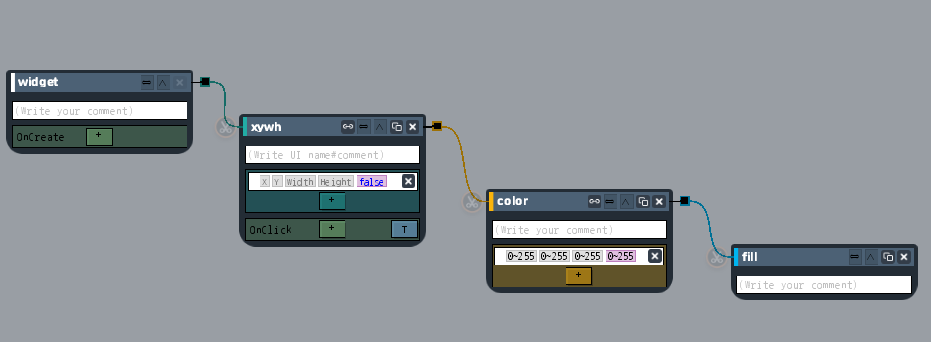 widget
(Write your comment)
OnCreate +
xywh
(Write UI name#comment)
X Y Width Height false
+
OnClick + T
color
(Write your comment)
0~255 0~255 0~255 0~255
+
fill
(Write your comment)